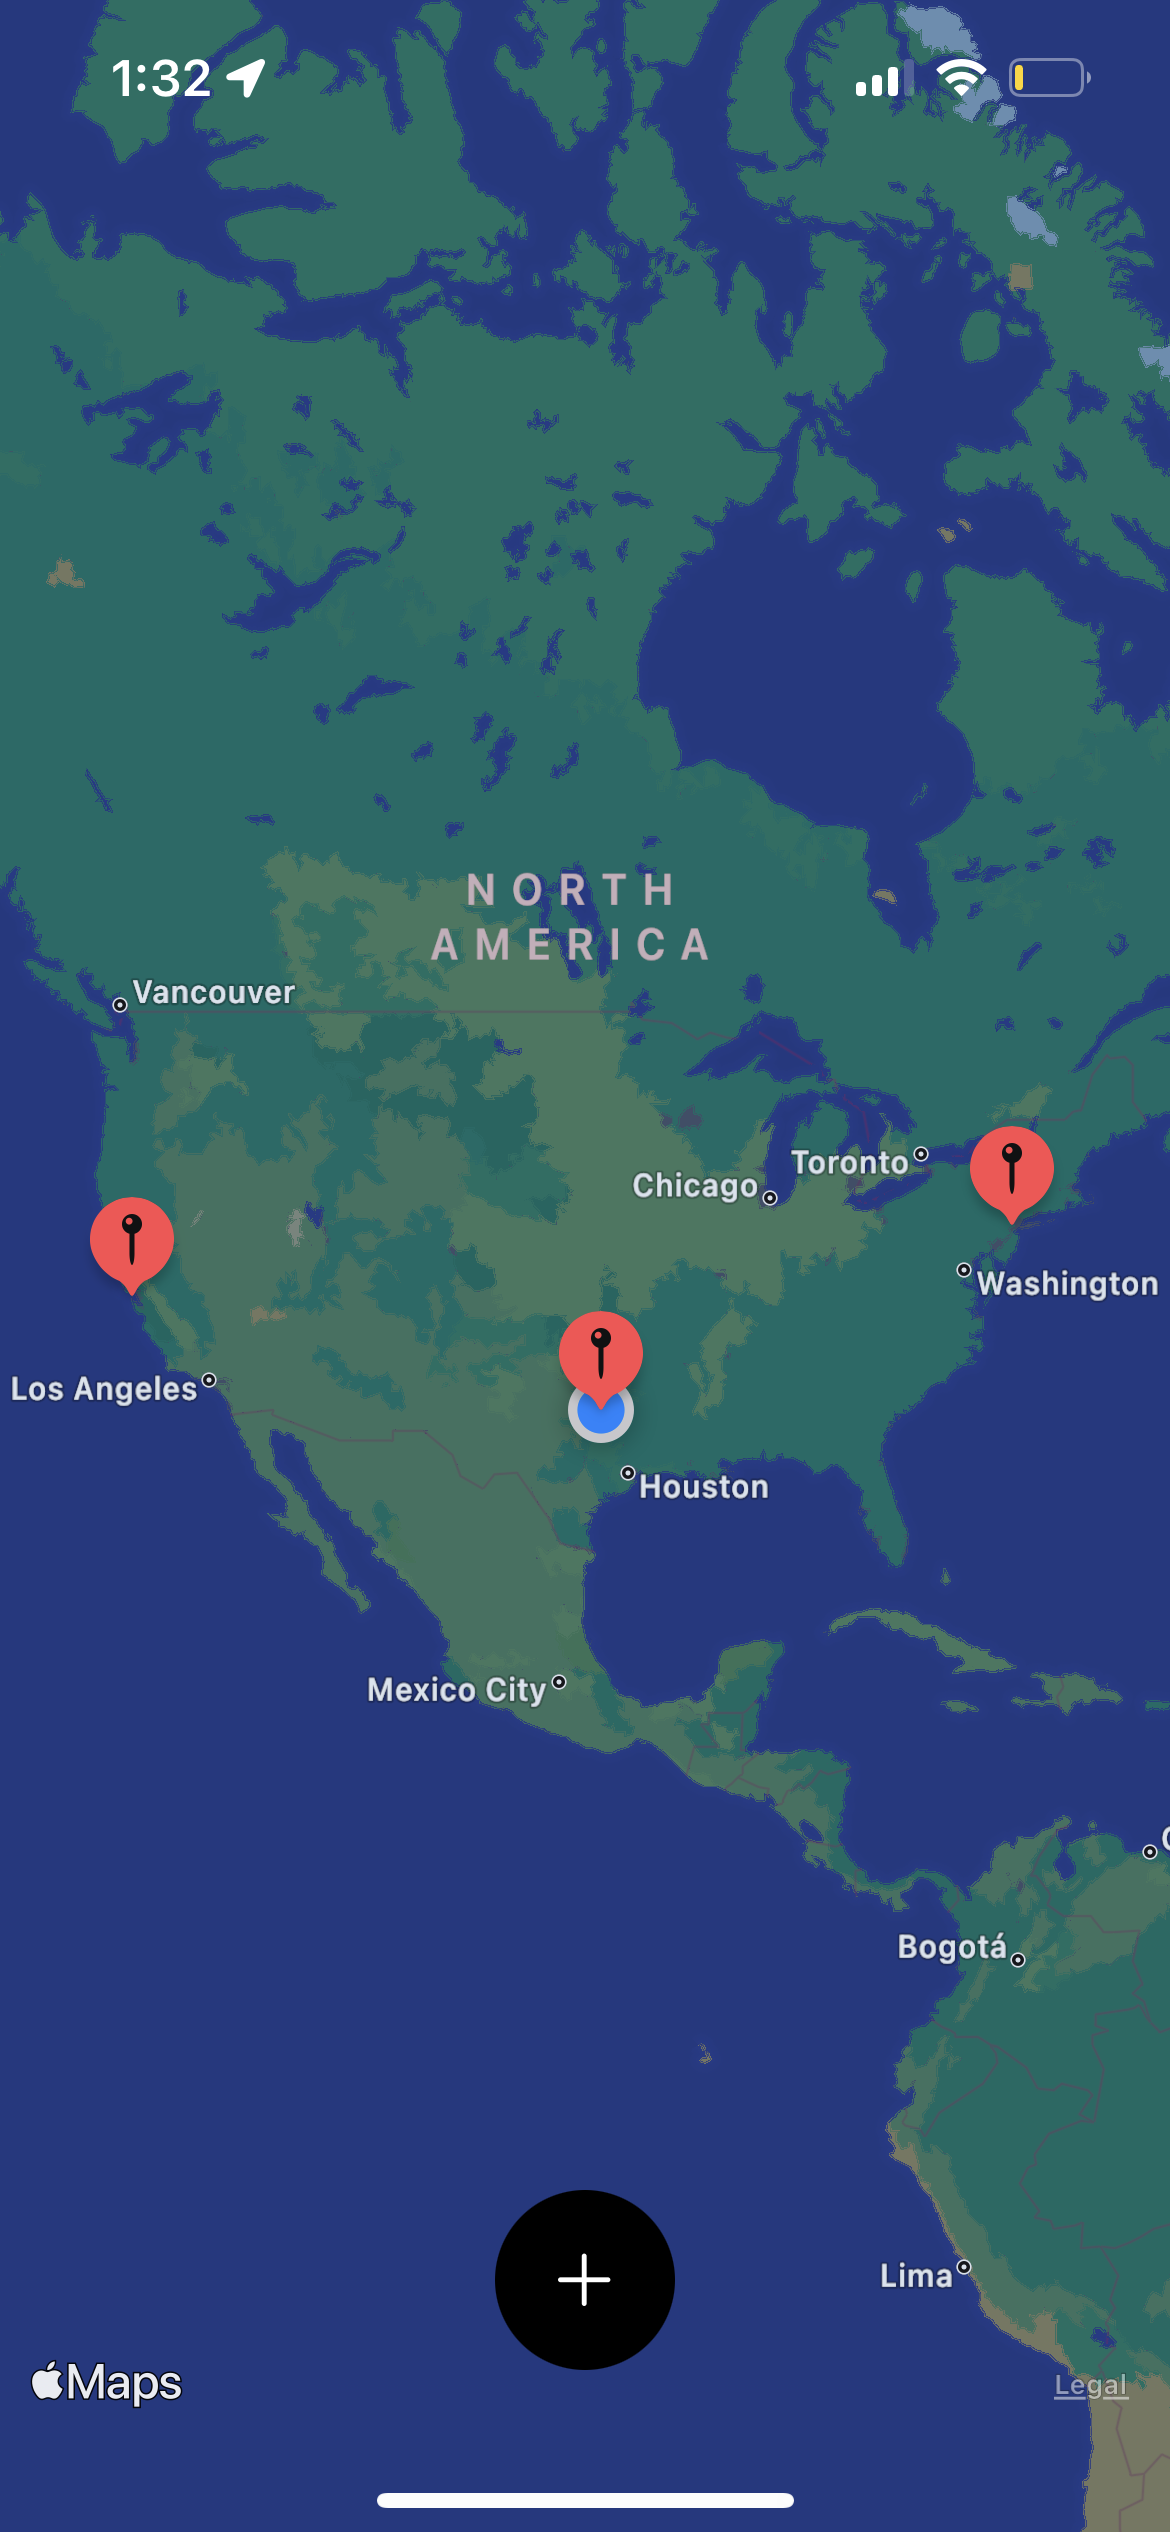 1:32
NORTH
AMERICA
Vancouver
Toronto
Chicago
Washington
Los Angeles
Houston
Mexico City
Bogotá
Lima
Maps
Legal